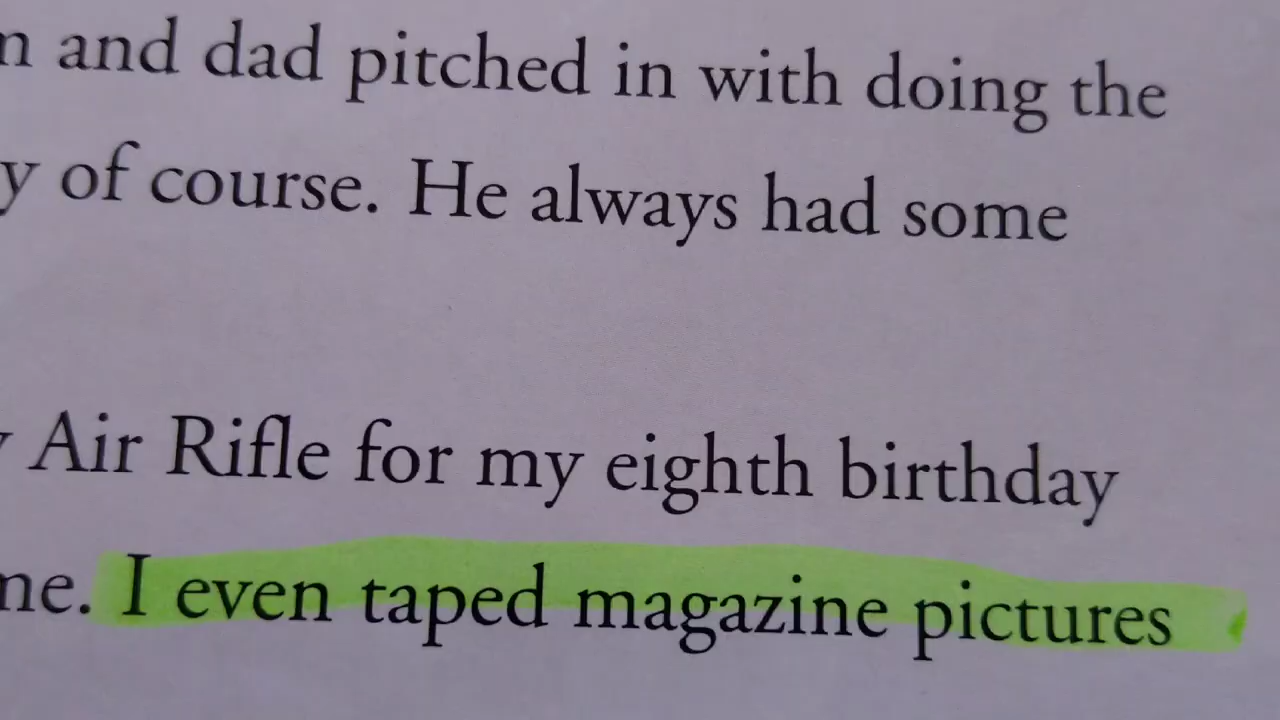 and dad pitched in with doing the
of course. He always had some
Air Rifle for my eighth birthday
I even taped magazine pictures